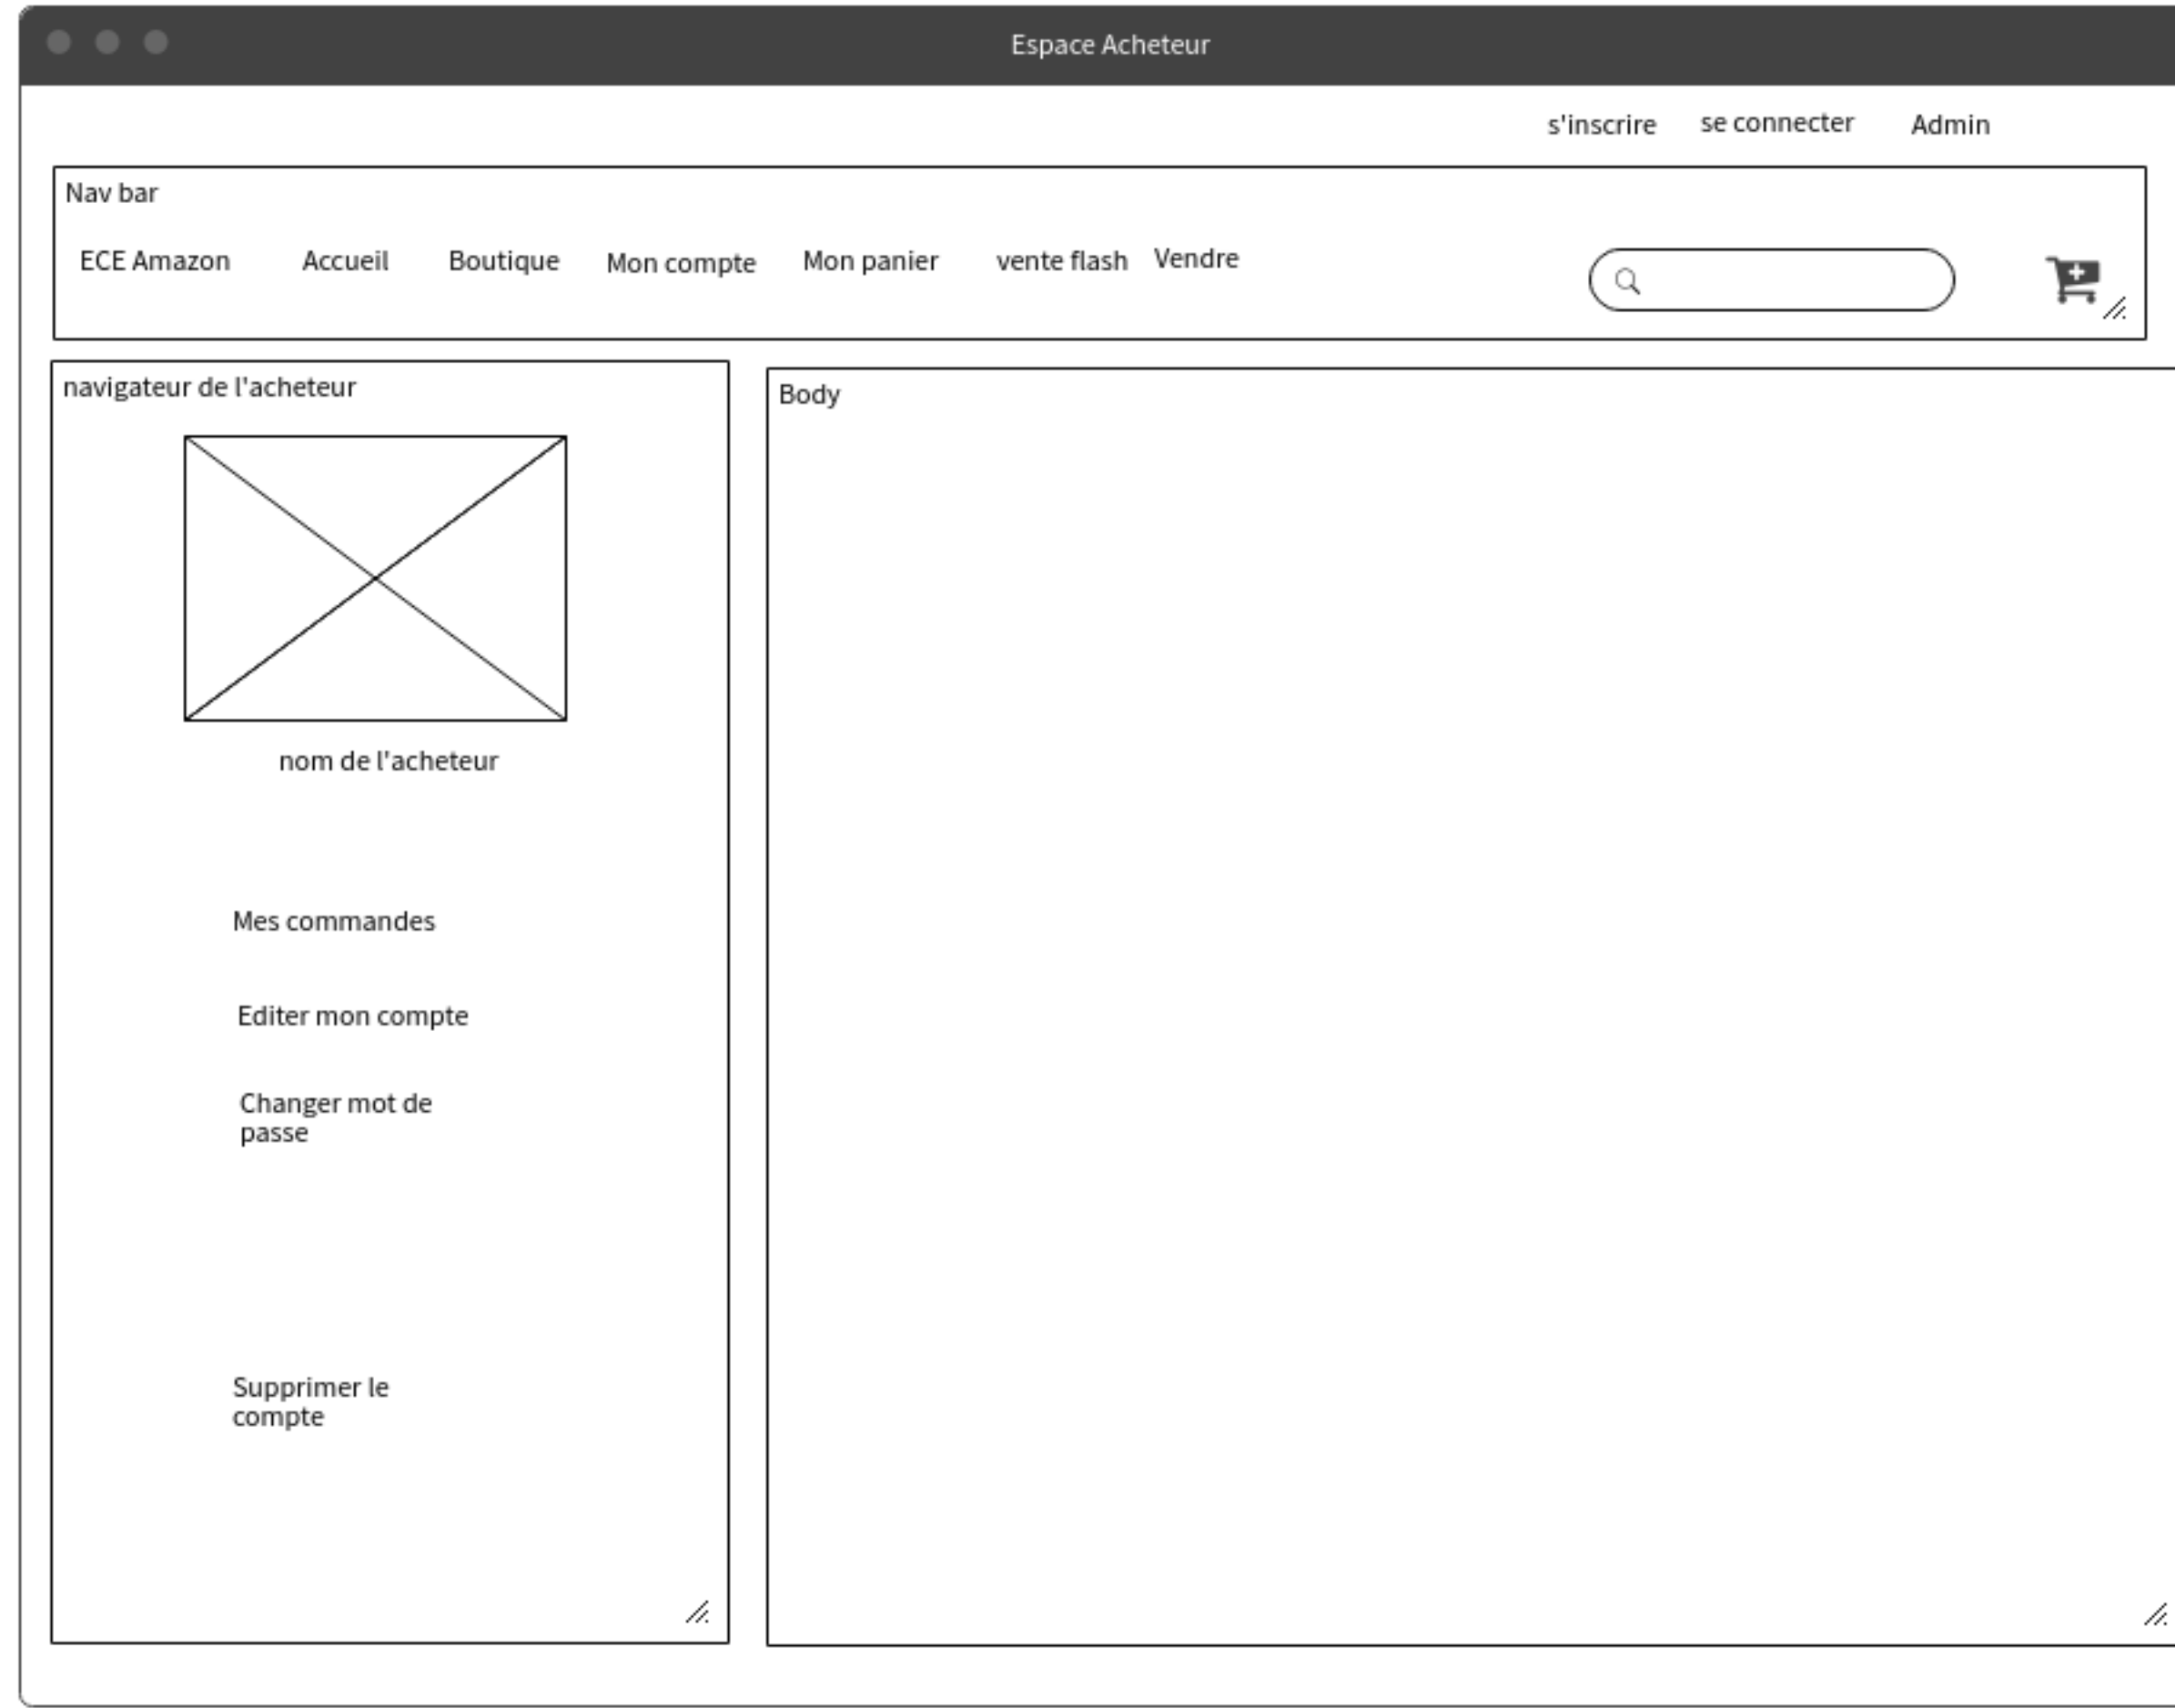 Espace Acheteur
s'inscrire se connecter Admin
Nav bar
ECE Amazon Accueil Boutique Mon compte Mon panier vente flash Vendre
navigateur de l'acheteur
Body
nom de l'acheteur
Mes commandes
Editer mon compte
Changer mot de
passe
Supprimer le
compte